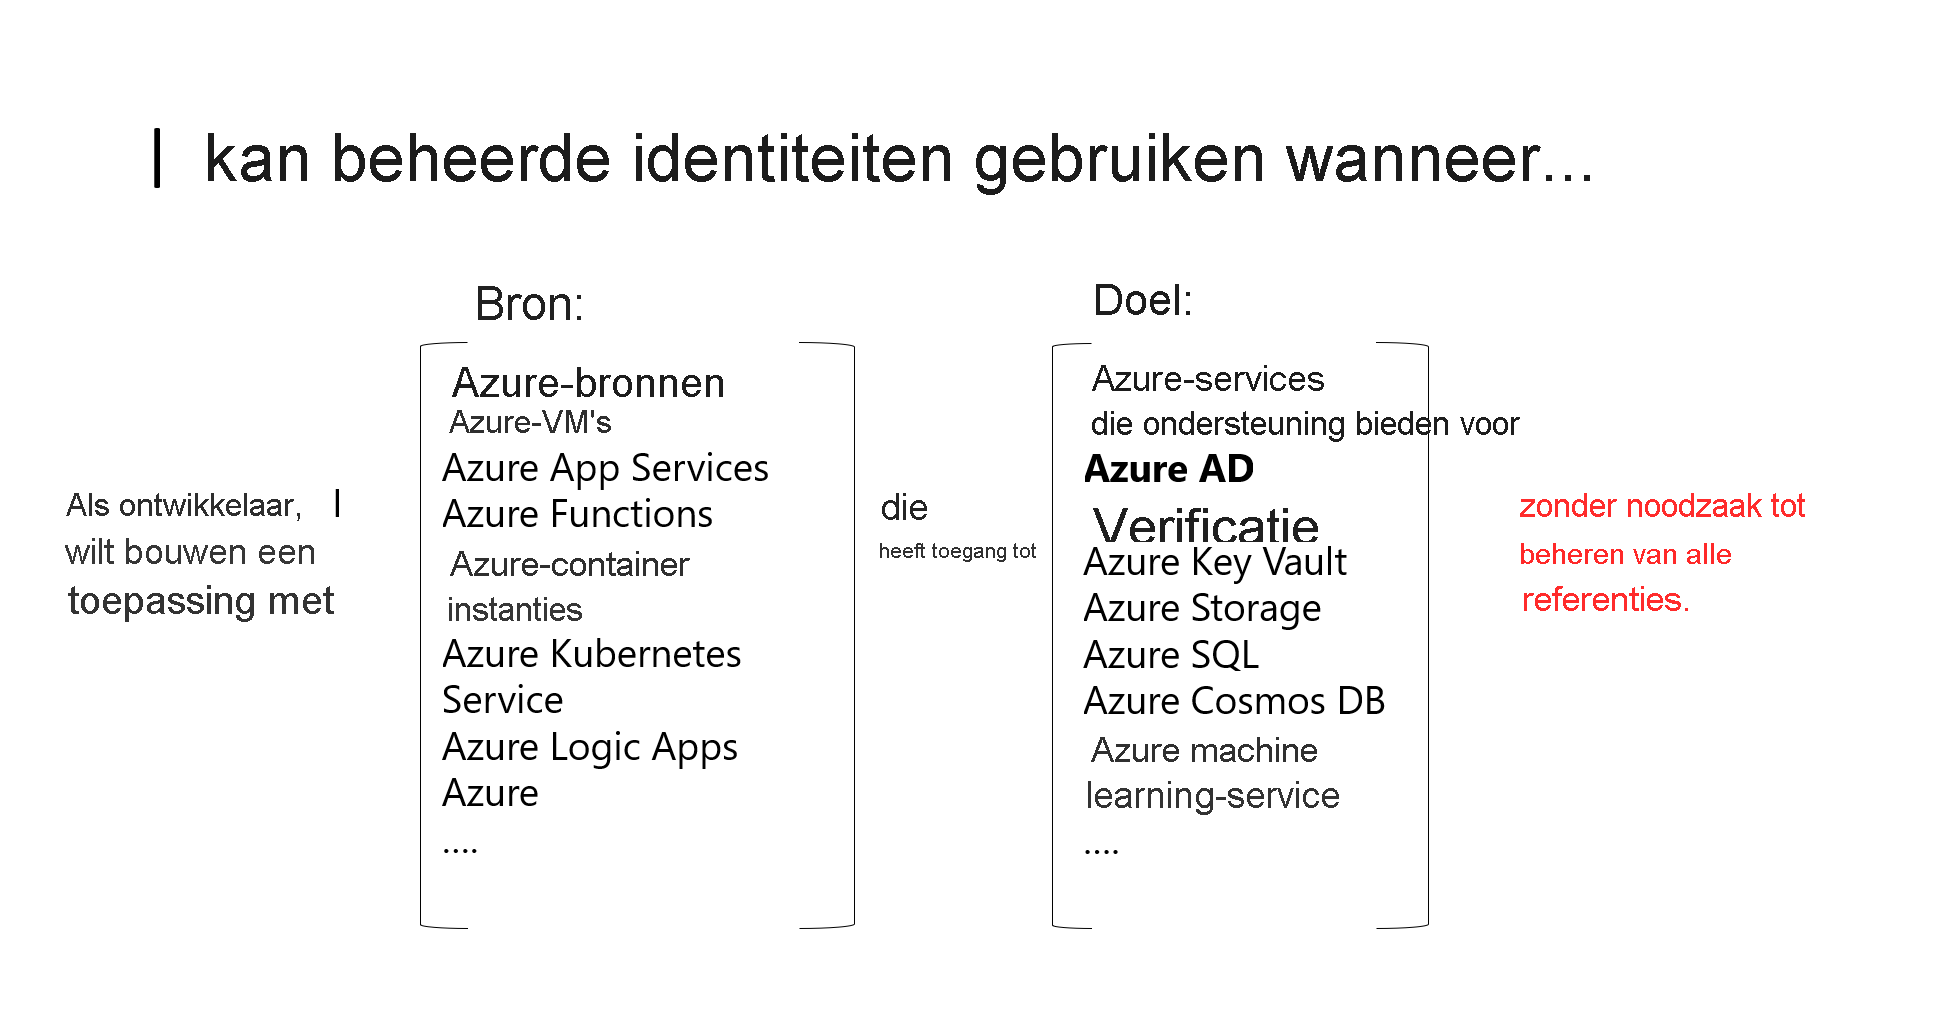 I kan beheerde identiteiten gebruiken wanneer...
Bron:
Doel:
Als ontwikkelaar, I
wilt bouwen een
toepassing met
Azure-bronnen
Azure-VM's
Azure App Services
Azure Functions
Azure-container
instanties
Azure Kubernetes
Service
Azure Logic Apps
Azure
....
die
heeft toegang tot
Azure-services
die ondersteuning bieden voor
Azure AD
Verificatie
Azure Key Vault
Azure Storage
Azure SQL
Azure Cosmos DB
Azure machine
learning-service
....
zonder noodzaak tot
beheren van alle
referenties.